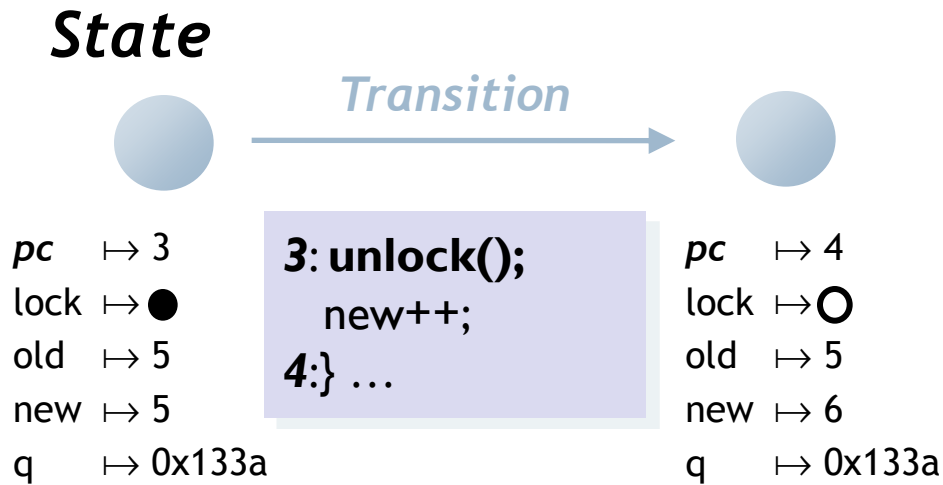 State
Transition
pc ↦ 3
lock ↦ ●
old ↦ 5
new ↦ 5
q ↦ 0x133a
3: unlock();
new++;
4:} …
pc ↦ 4
lock ↦ ○
old ↦ 5
new ↦ 6
q ↦ 0x133a